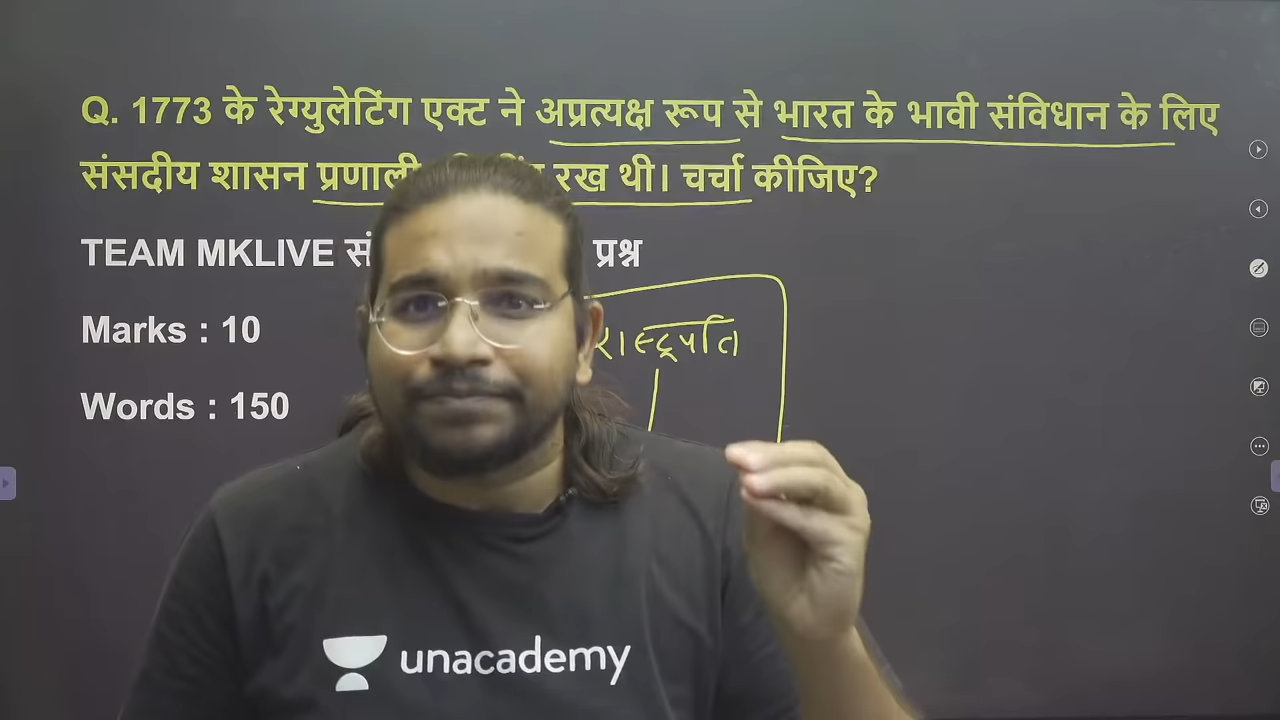 Q. 1773 के रेग्युलेटिंग एक्ट ने अप्रत्यक्ष रूप से भारत के भावी संविधान के लिए
संसदीय शासन प्रणाली रख थी। चर्चा कीजिए?
TEAM MKLIVE प्रश्न
Marks : 10
Words : 150
रास्ट्रपति
unacademy